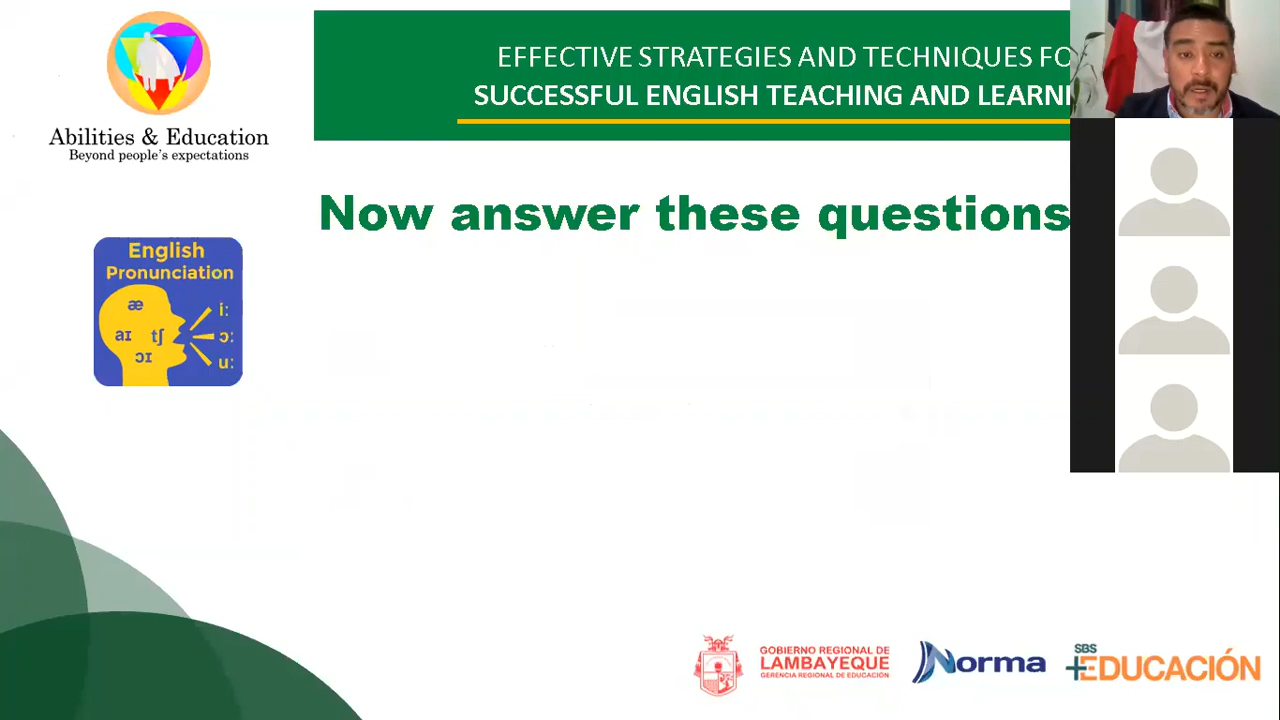 EFFECTIVE STRATEGIES AND TECHNIQUES FO
SUCCESSFUL ENGLISH TEACHING AND LEARNI
Abilities & Education
Beyond people's expectations
Now answer these questions
English
Pronunciation
æ
i:
aɪ tʃ ɔ:
ɔɪ
u:
GOBIERNO REGIONAL DE
LAMBAYEQUE
GERENCIA REGIONAL DE EDUCACIÓN
Norma
SBS
+EDUCACIÓN